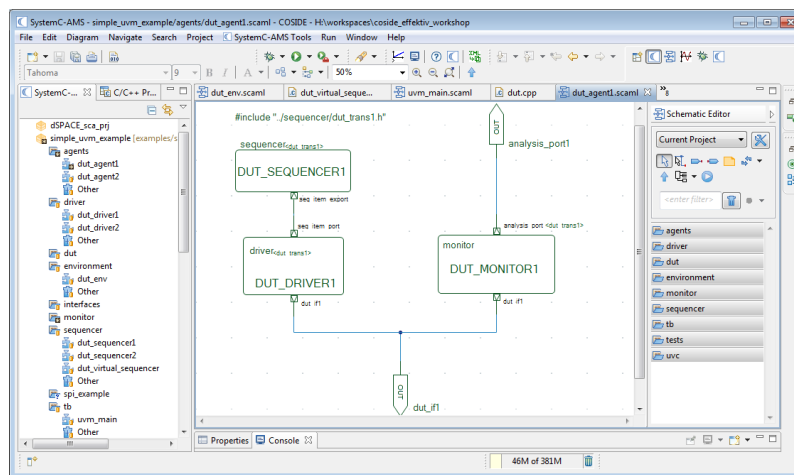 SystemC-AMS - simple_uvm_example/agents/dut_agent1.scaml - COSIDE - H:\workspaces\coside_effektiv_workshop
File Edit Diagram Navigate Search Project SystemC-AMS Tools Run Window Help
Tahoma 9 B I A 50%
SystemC-... C/C++ Pr...
dut_env.scaml dut_virtual_seque... uvm_main.scaml dut.cpp dut_agent1.scaml »8
dSPACE_sca_prj
simple_uvm_example [examples/s
agents
dut_agent1
dut_agent2
Other
driver
dut_driver1
dut_driver2
Other
dut
environment
dut_env
Other
interfaces
monitor
sequencer
dut_sequencer1
dut_sequencer2
dut_virtual_sequencer
Other
spi_example
tb
uvm_main
Other
#include "../sequencer/dut_trans1.h"
sequencer<dut_trans1>
DUT_SEQUENCER1
seq_item_export
seq_item_port
driver<dut_trans1>
DUT_DRIVER1
dut_if1
OUT
analysis_port1
analysis_port <dut_trans1>
monitor
DUT_MONITOR1
dut_if1
OUT
dut_if1
Schematic Editor
Current Project
<enter filter>
agents
driver
dut
environment
monitor
sequencer
tb
tests
uvc
Properties Console
46M of 381M